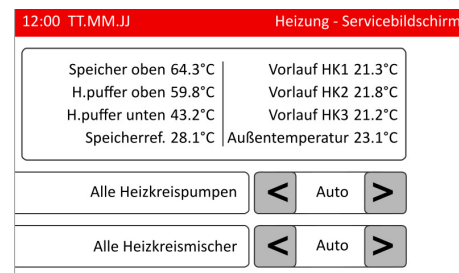 12:00 TT.MM.JJ Heizung - Servicebildschirm
Speicher oben 64.3°C Vorlauf HK1 21.3°C
H.puffer oben 59.8°C Vorlauf HK2 21.8°C
H.puffer unten 43.2°C Vorlauf HK3 21.2°C
Speicherref. 28.1°C Außentemperatur 23.1°C
Alle Heizkreispumpen < Auto >
Alle Heizkreismischer < Auto >